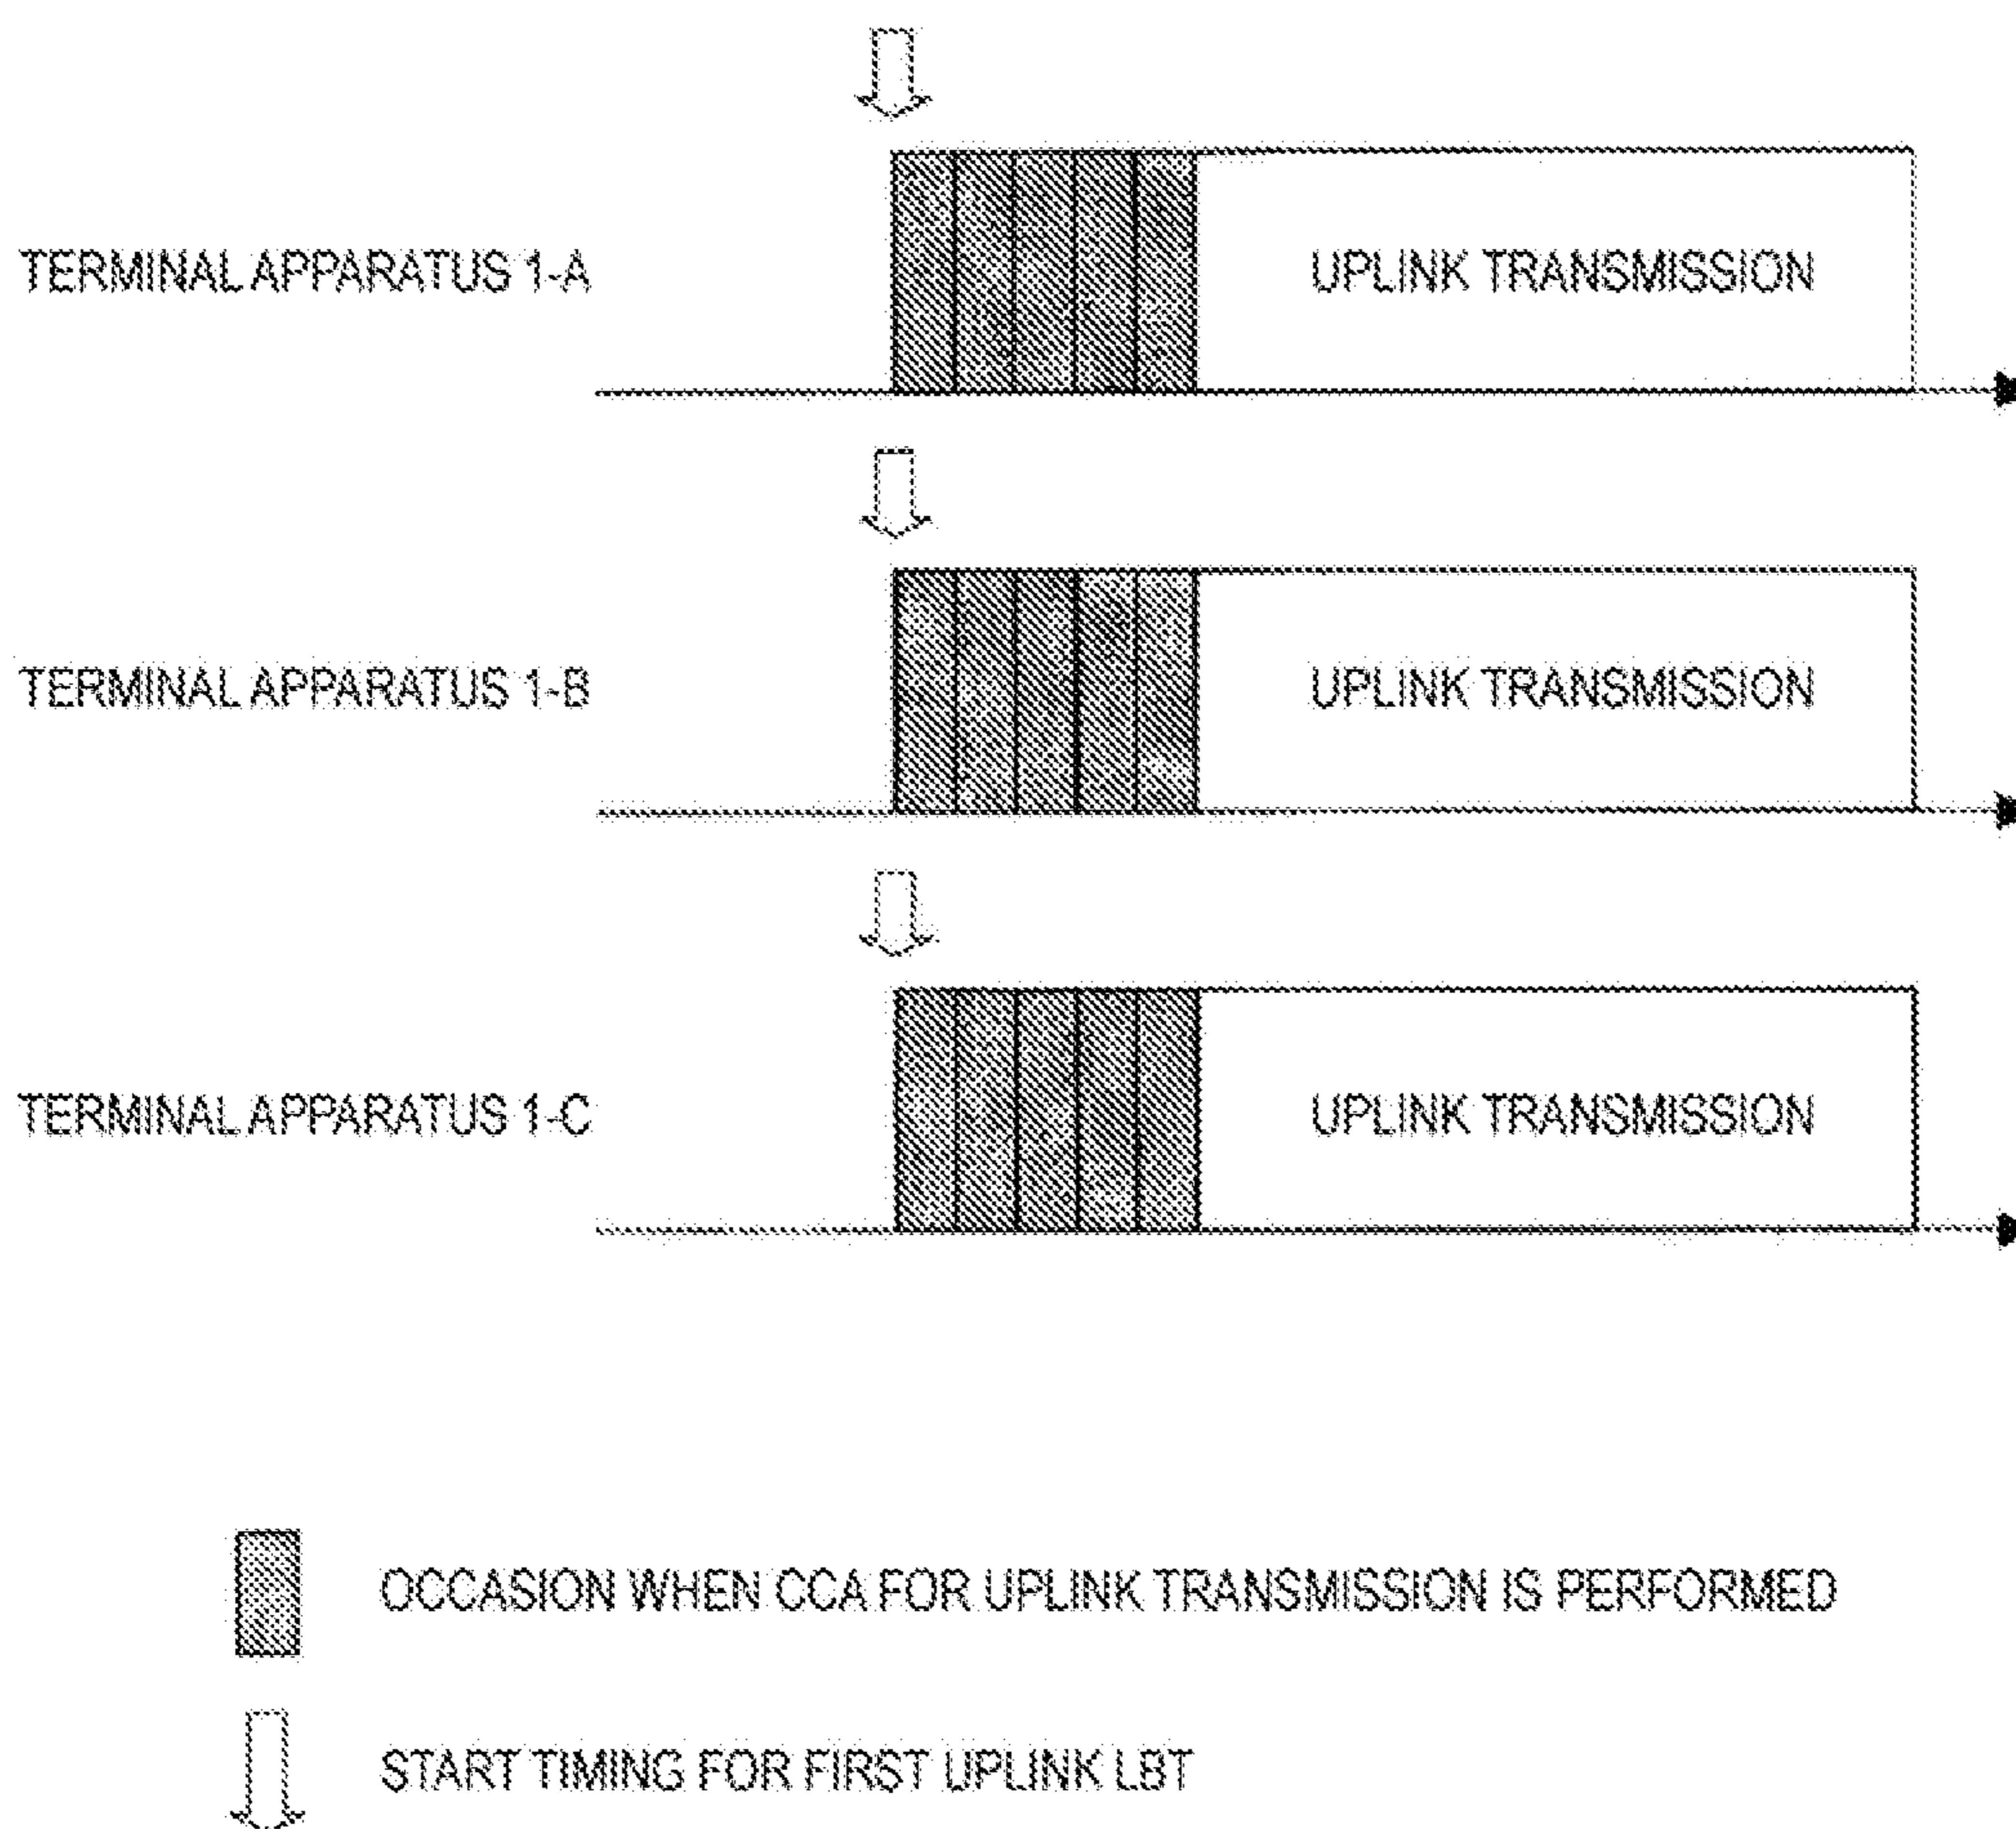 TERMINAL APPARATUS 1-A
UPLINK TRANSMISSION
TERMINAL APPARATUS 1-B
UPLINK TRANSMISSION
TERMINAL APPARATUS 1-C
UPLINK TRANSMISSION
OCCASION WHEN CCA FOR UPLINK TRANSMISSION IS PERFORMED
START TIMING FOR FIRST UPLINK LBT